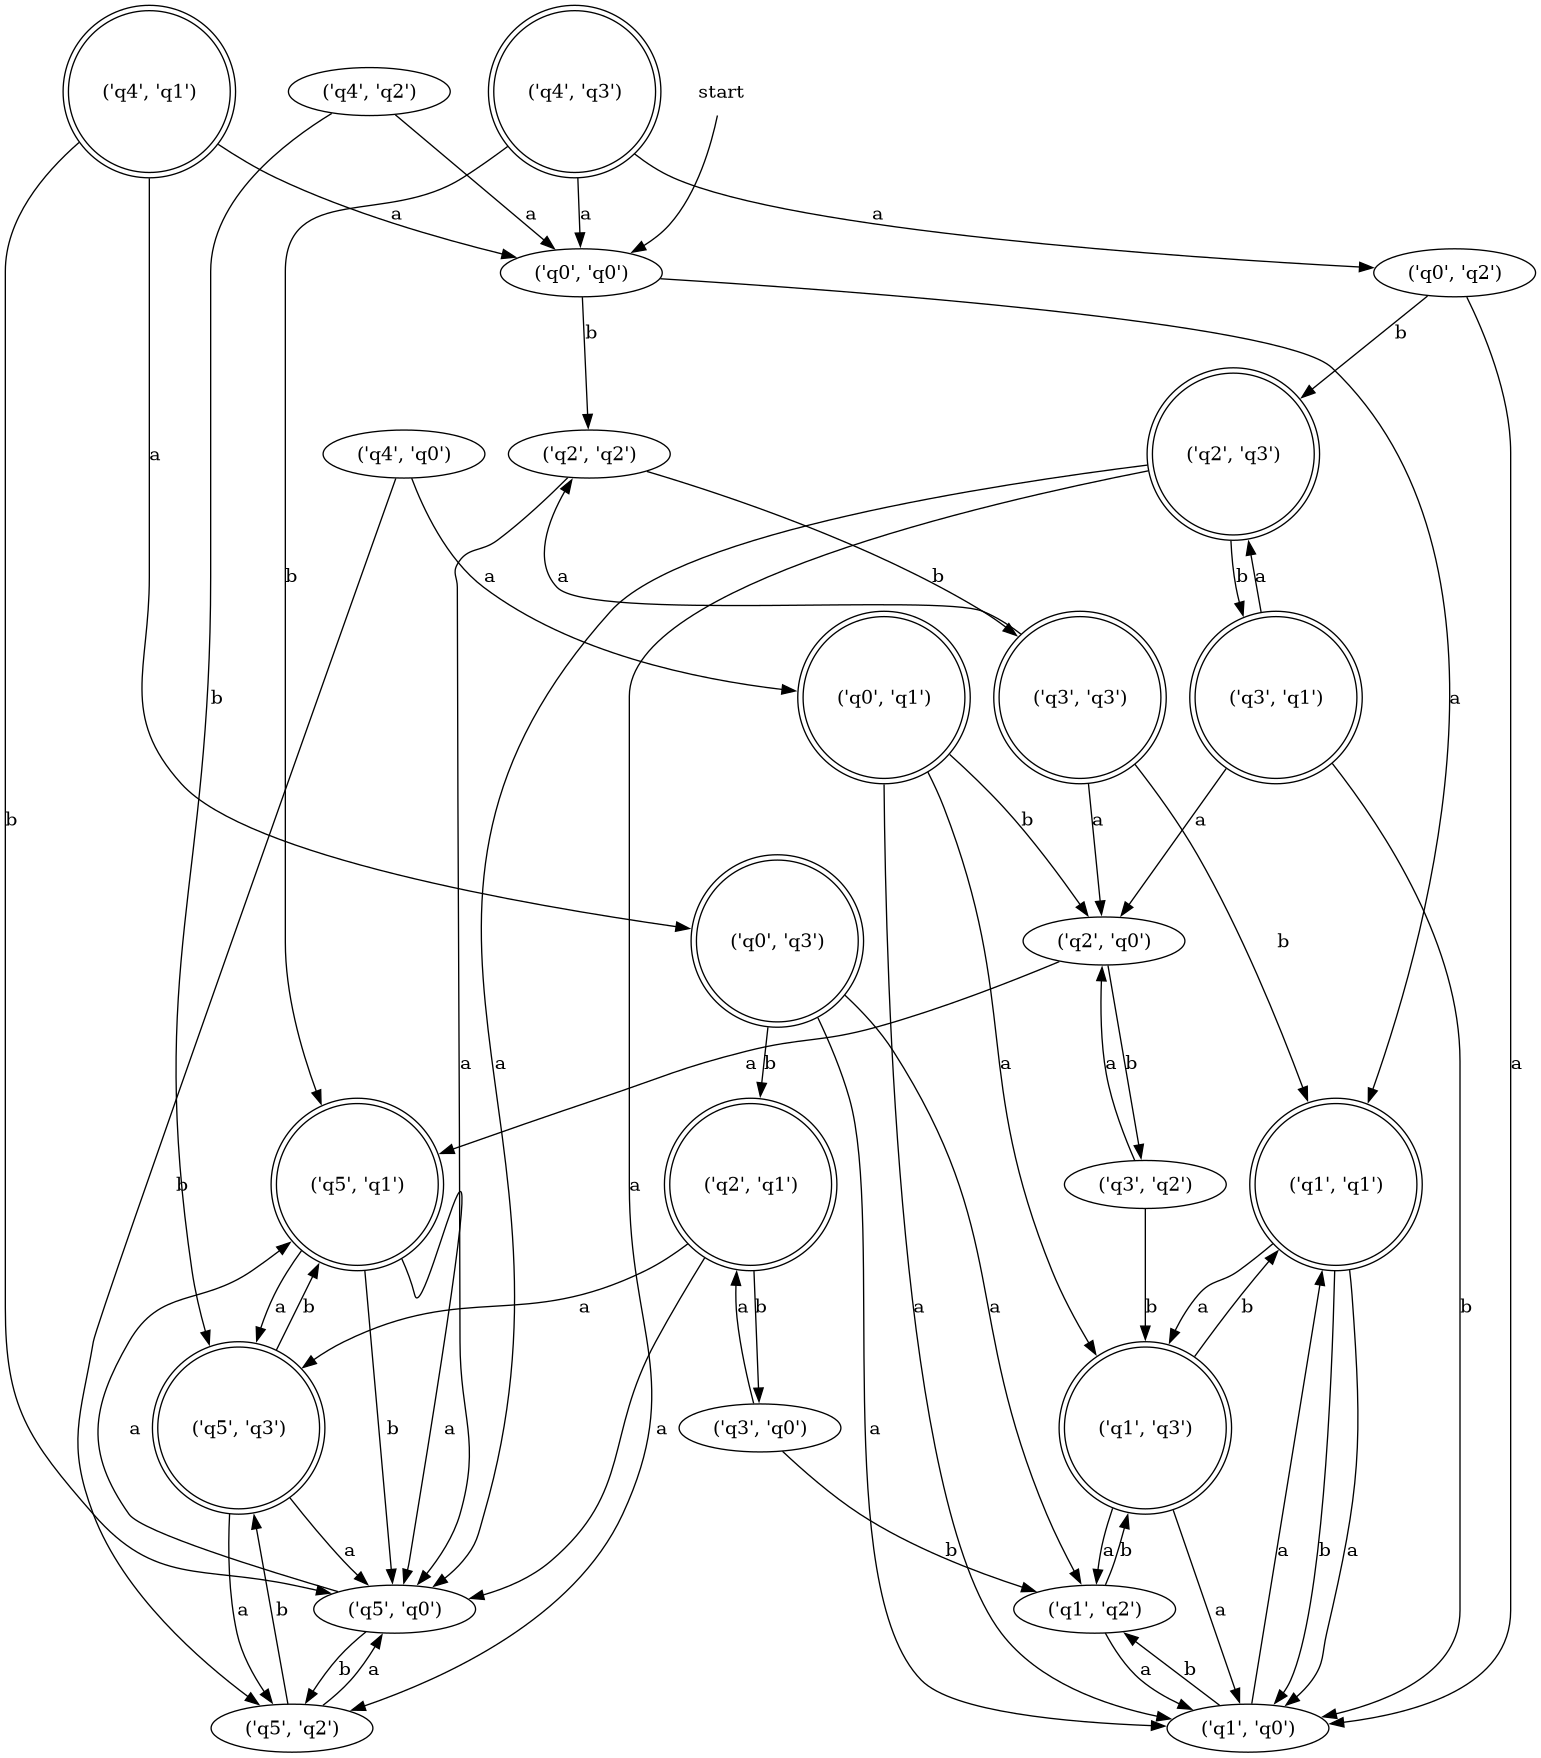 ('q4', 'q1')
('q4', 'q2')
('q4', 'q3')
start
a
a
a
a
('q0', 'q0')
('q0', 'q2')
b
b
('q4', 'q0')
('q2', 'q2')
('q2', 'q3')
a
b
a
a
b
b
a
('q0', 'q1')
('q3', 'q3')
('q3', 'q1')
b
a
b
b
a
a
('q0', 'q3')
('q2', 'q0')
b
a
a
b
a
a
a
b
a
('q5', 'q1')
('q2', 'q1')
('q3', 'q2')
('q1', 'q1')
b
a
a
b
a
a
b
a
b
a
b
b
('q5', 'q3')
('q3', 'q0')
('q1', 'q3')
a
b
a
a
a
a
b
a
b
a
b
a
('q5', 'q0')
('q1', 'q2')
('q1', 'q0')
a
b
a
b
a
a
b
('q5', 'q2')